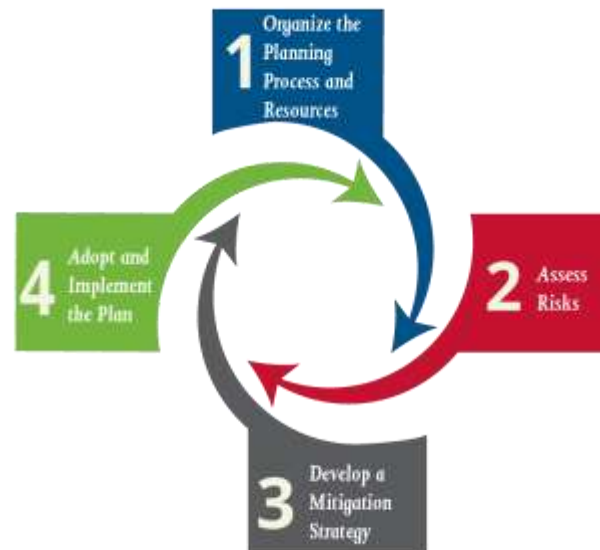 1
Organize the
Planning
Process and
Resources
2
Assess
Risks
3
Develop a
Mitigation
Strategy
4
Adopt and
Implement
the Plan